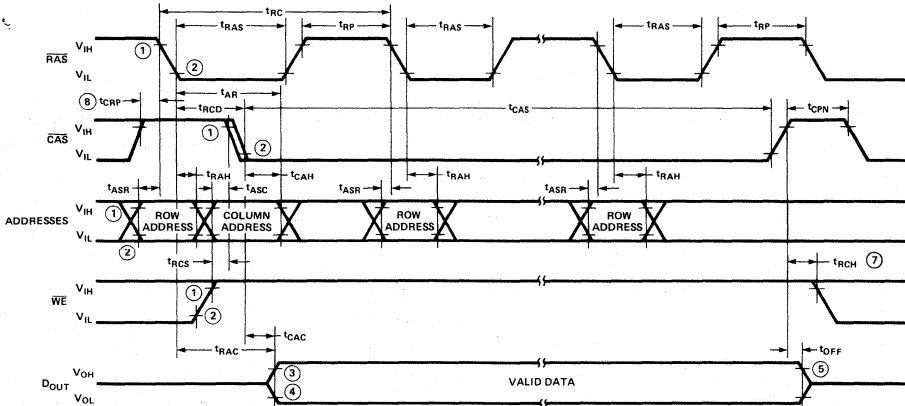 tRC
tRAS tRP tRAS tRAS tRP
VIH
① RAS ②
VIL
tAR
⑧ tCRP tRCD tCAS tCPN
VIH ①
CAS
VIL ②
tRAH tCAH tRAH tRAH
tASR tASC tASR tASR
VIH
ADDRESSES ① ROW ADDRESS COLUMN ADDRESS ROW ADDRESS ROW ADDRESS
VIL
②
tRCS tRCH ⑦
VIH ①
WE
VIL ②
tCAC
tRAC tOFF
VOH ③ ⑤
DOUT VALID DATA
VOL ④